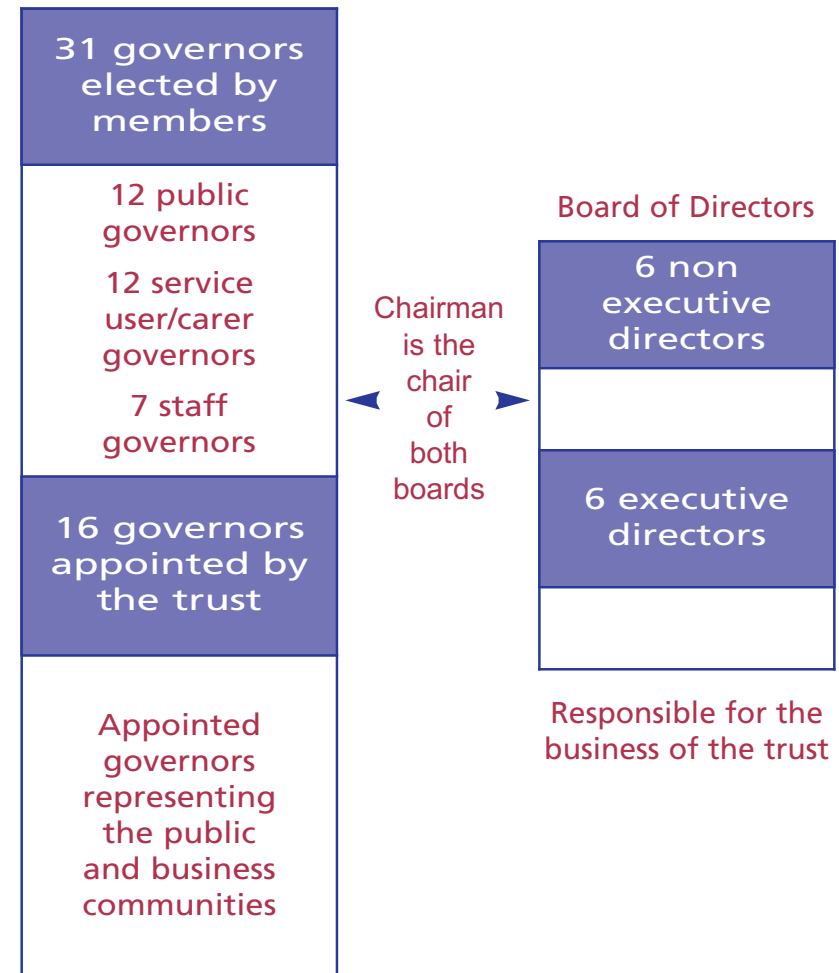 31 governors
elected by
members
12 public
governors
12 service
user/carer
governors
7 staff
governors
16 governors
appointed by
the trust
Appointed
governors
representing
the public
and business
communities
Chairman
is the
chair
of
both
boards
Board of Directors
6 non
executive
directors
6 executive
directors
Responsible for the
business of the trust